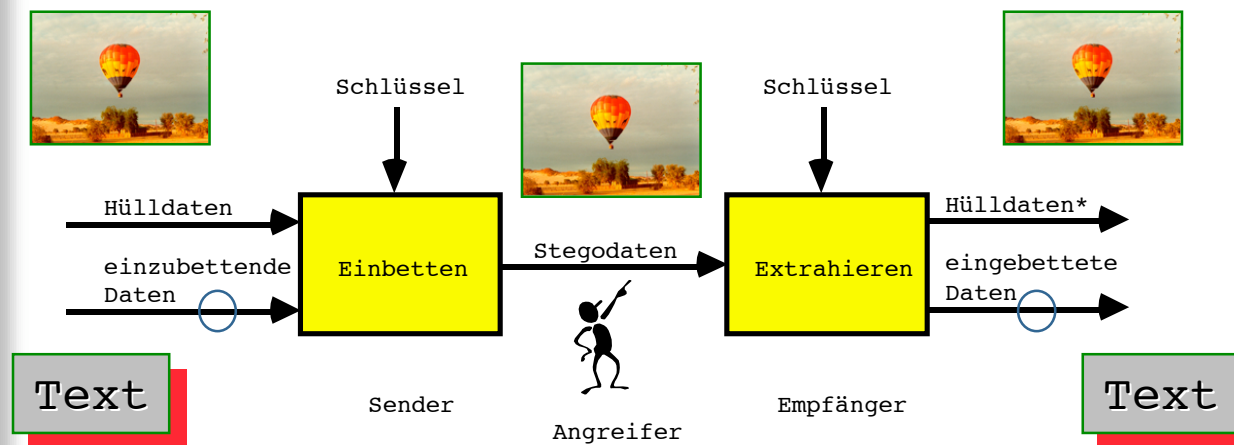 Schlüssel
Schlüssel
Hülldaten
Hülldaten*
einzubettende
Daten
Einbetten
Stegodaten
Extrahieren
eingebettete
Daten
Text
Text
Sender
Empfänger
Angreifer